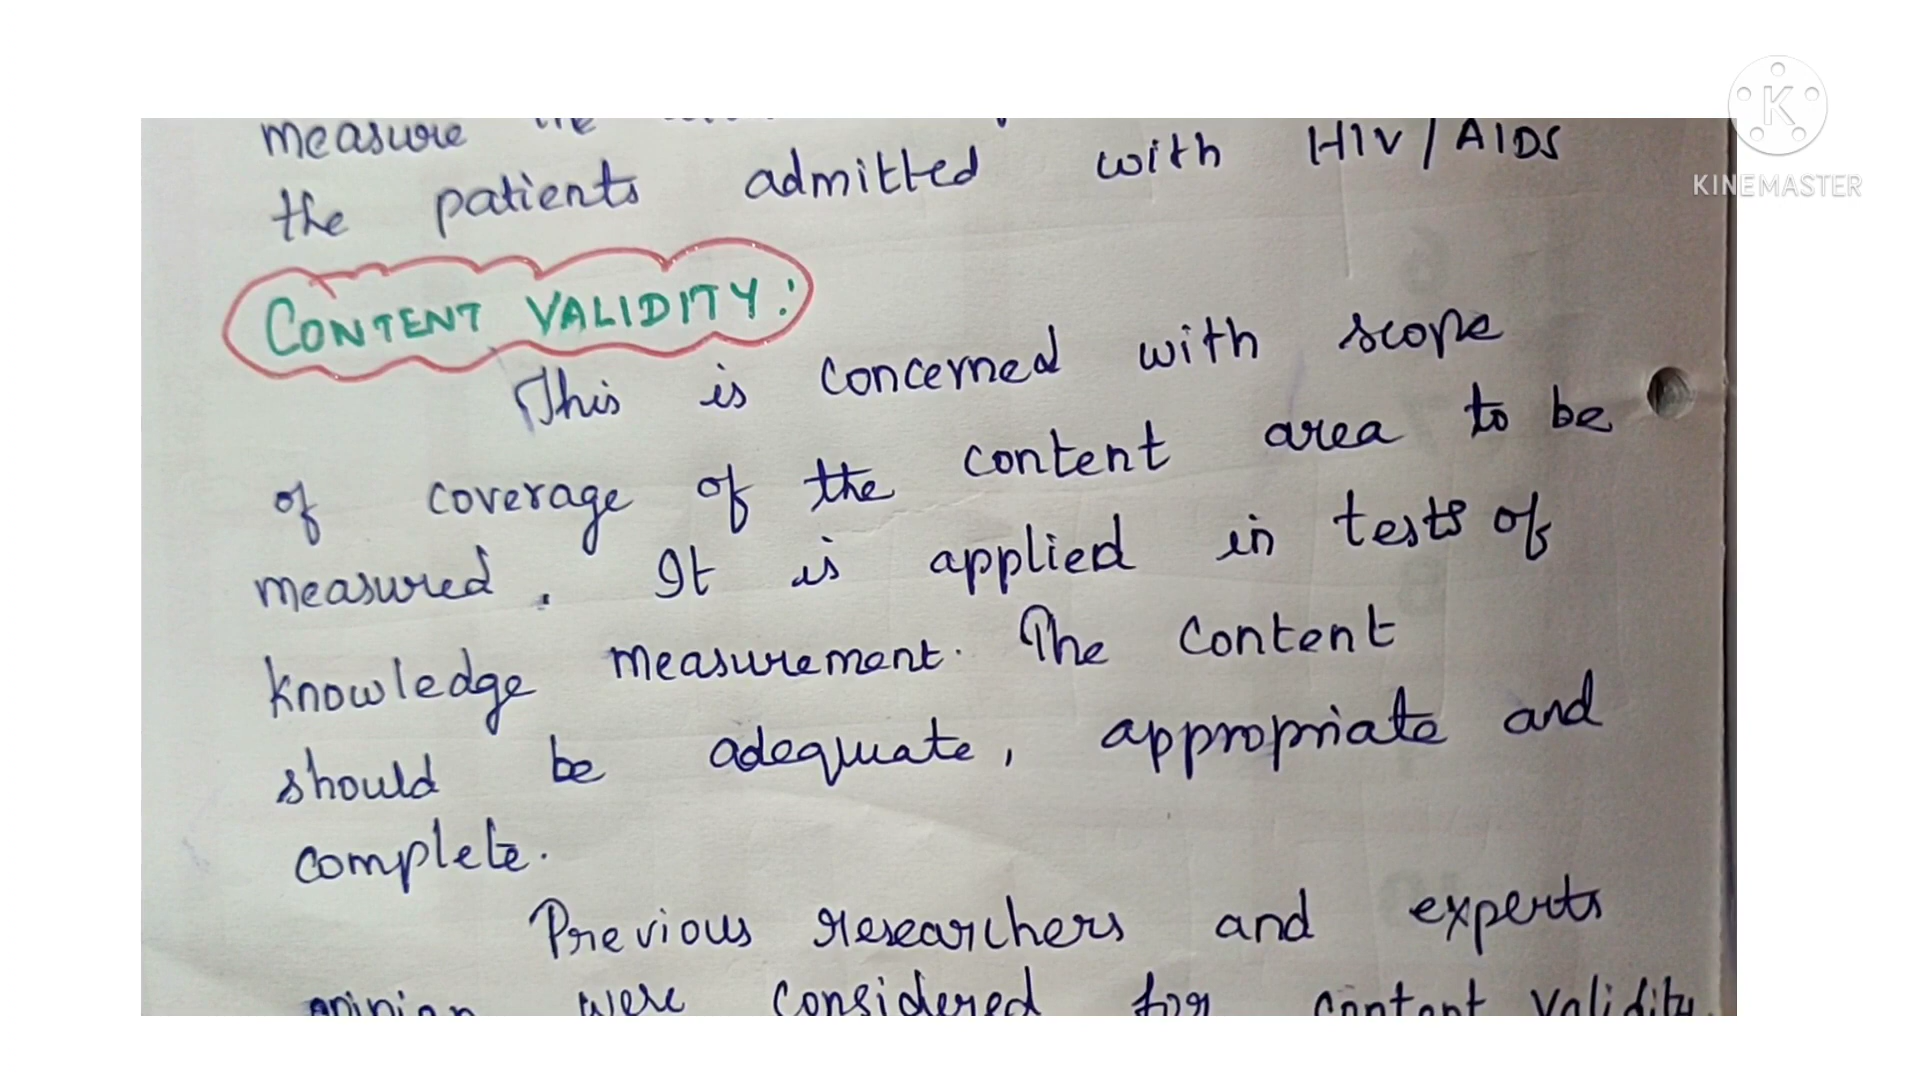 measure the
the patients admitted with HIV/AIDS
CONTENT VALIDITY:
This is concerned with scope
of coverage of the content area to be
measured. It is applied in tests of
knowledge measurement. The Content
should be adequate, appropriate and
complete.
Previous researchers and experts
opinion were considered for content validity.
KINEMASTER